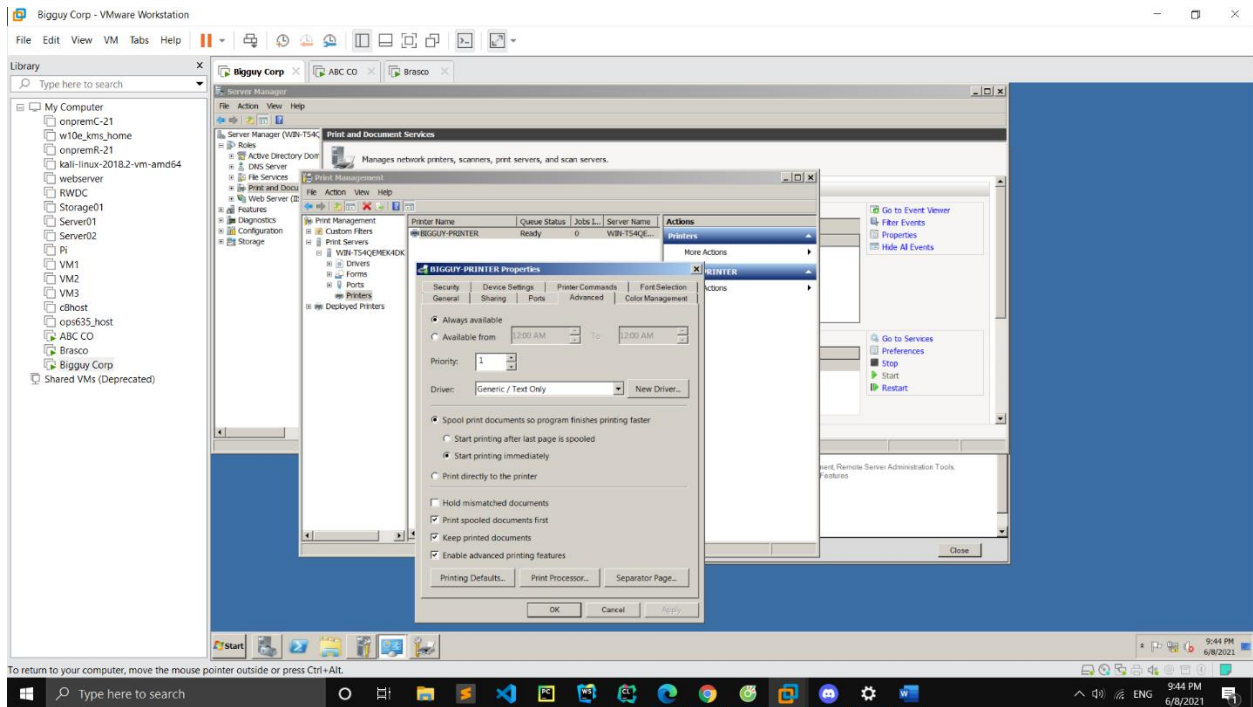 Bigguy Corp - VMware Workstation
File Edit View VM Tabs Help
Library
Type here to search
My Computer
onpremC-21
w10e_kms_home
onpremR-21
kali-linux-2018.2-vm-amd64
webserver
RWDC
Storage01
Server01
Server02
Pi
VM1
VM2
VM3
c8host
ops635_host
ABC CO
Brasco
Bigguy Corp
Shared VMs (Deprecated)
Bigguy Corp ABC CO Brasco
Server Manager
File Action View Help
Server Manager (WIN-T54Q
Roles
Active Directory Dom
DNS Server
File Services
Print and Docu
Web Server (II
Features
Diagnostics
Configuration
Storage
Print and Document Services
Manages network printers, scanners, print servers, and scan servers.
Go to Event Viewer
Filter Events
Properties
Hide All Events
Go to Services
Preferences
Stop
Start
Restart
Print Management
File Action View Help
Print Management
Custom Filters
Print Servers
WIN-T54QEMEK4DK
Drivers
Forms
Ports
Printers
Deployed Printers
Printer Name Queue Status Jobs I... Server Name
BIGGUY-PRINTER Ready 0 WIN-T54QE...
Actions
Printers
More Actions
PRINTER
Actions
BIGGUY-PRINTER Properties
Security Device Settings Printer Commands Font Selection
General Sharing Ports Advanced Color Management
Always available
Available from 12:00 AM To 12:00 AM
Priority: 1
Driver: Generic / Text Only New Driver...
Spool print documents so program finishes printing faster
Start printing after last page is spooled
Start printing immediately
Print directly to the printer
Hold mismatched documents
Print spooled documents first
Keep printed documents
Enable advanced printing features
Printing Defaults... Print Processor... Separator Page...
OK Cancel Apply
ment, Remote Server Administration Tools,
Features
Close
Start
9:44 PM
6/8/2021
To return to your computer, move the mouse pointer outside or press Ctrl+Alt.
Type here to search
ENG
9:44 PM
6/8/2021